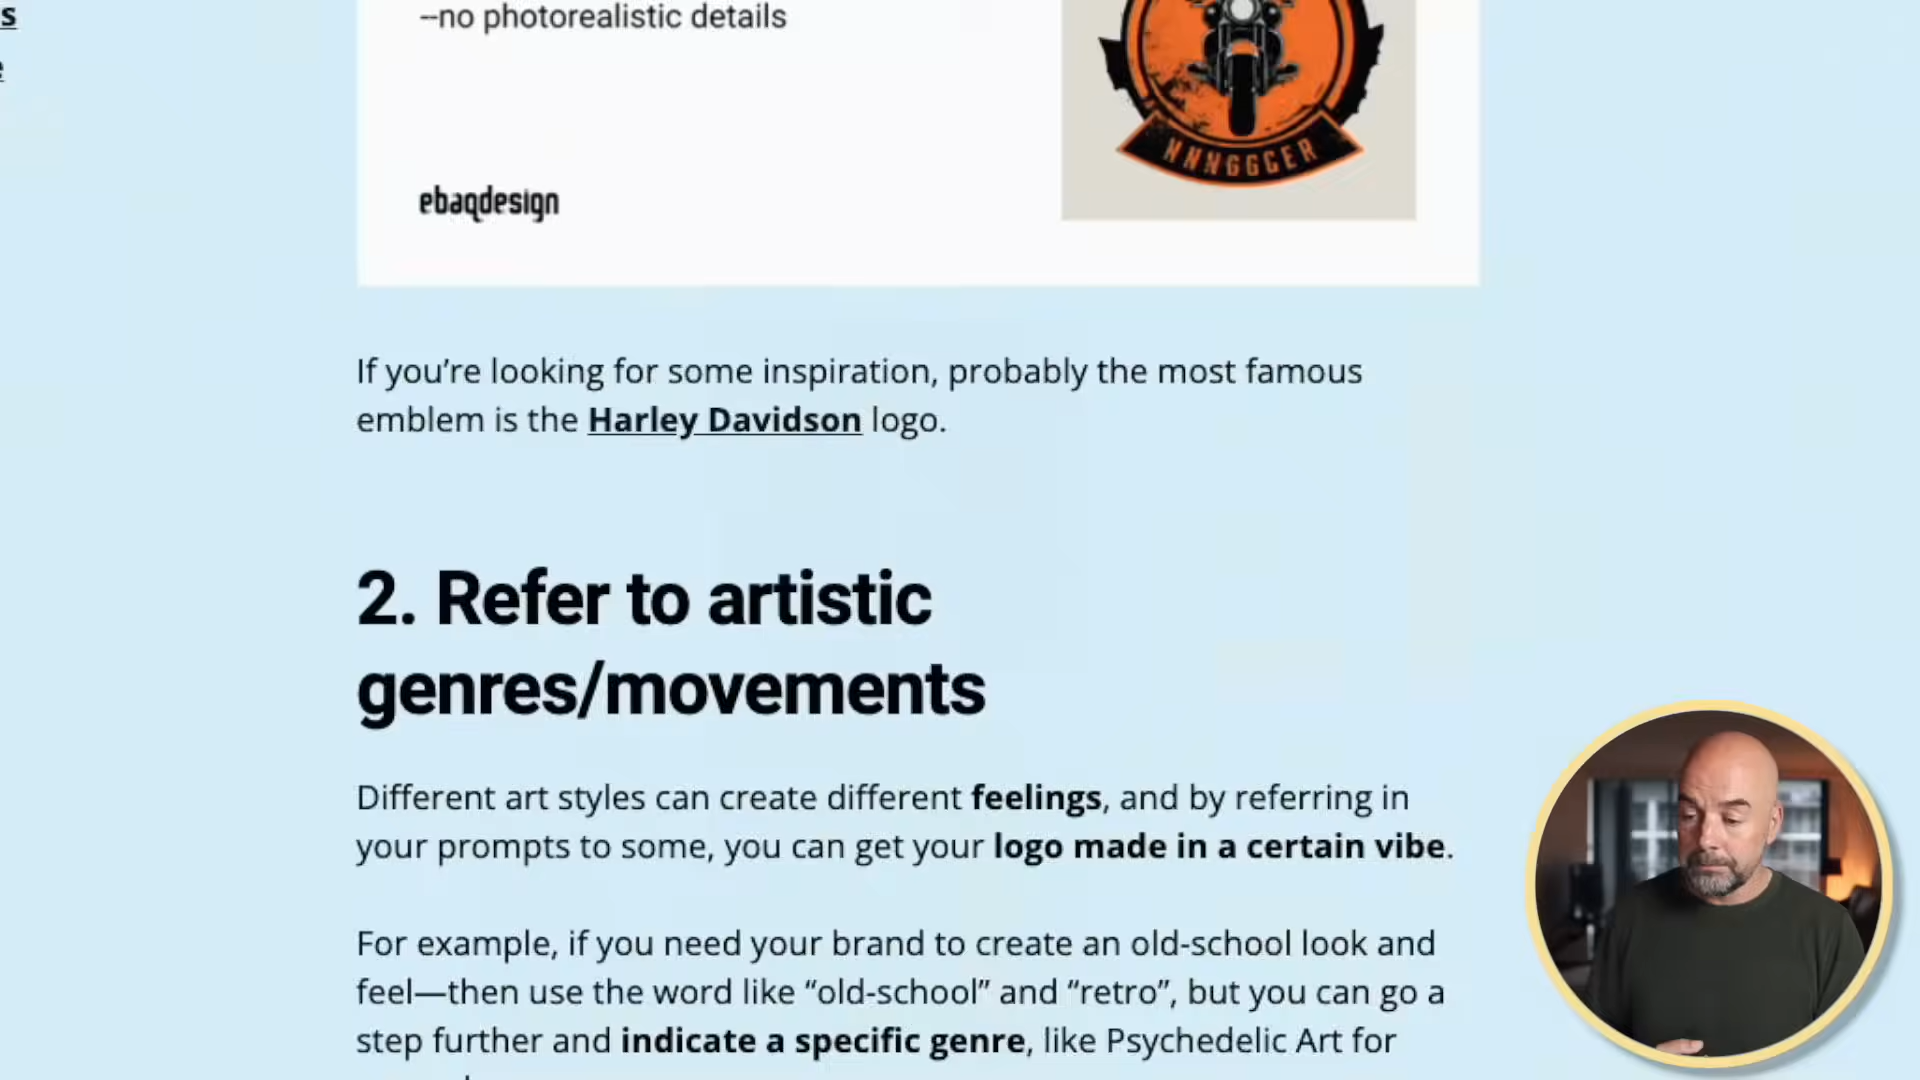 s
e
--no photorealistic details
NNNGGGER
ebaqdesign
If you’re looking for some inspiration, probably the most famous
emblem is the Harley Davidson logo.
2. Refer to artistic
genres/movements
Different art styles can create different feelings, and by referring in
your prompts to some, you can get your logo made in a certain vibe.
For example, if you need your brand to create an old-school look and
feel—then use the word like “old-school” and “retro”, but you can go a
step further and indicate a specific genre, like Psychedelic Art for